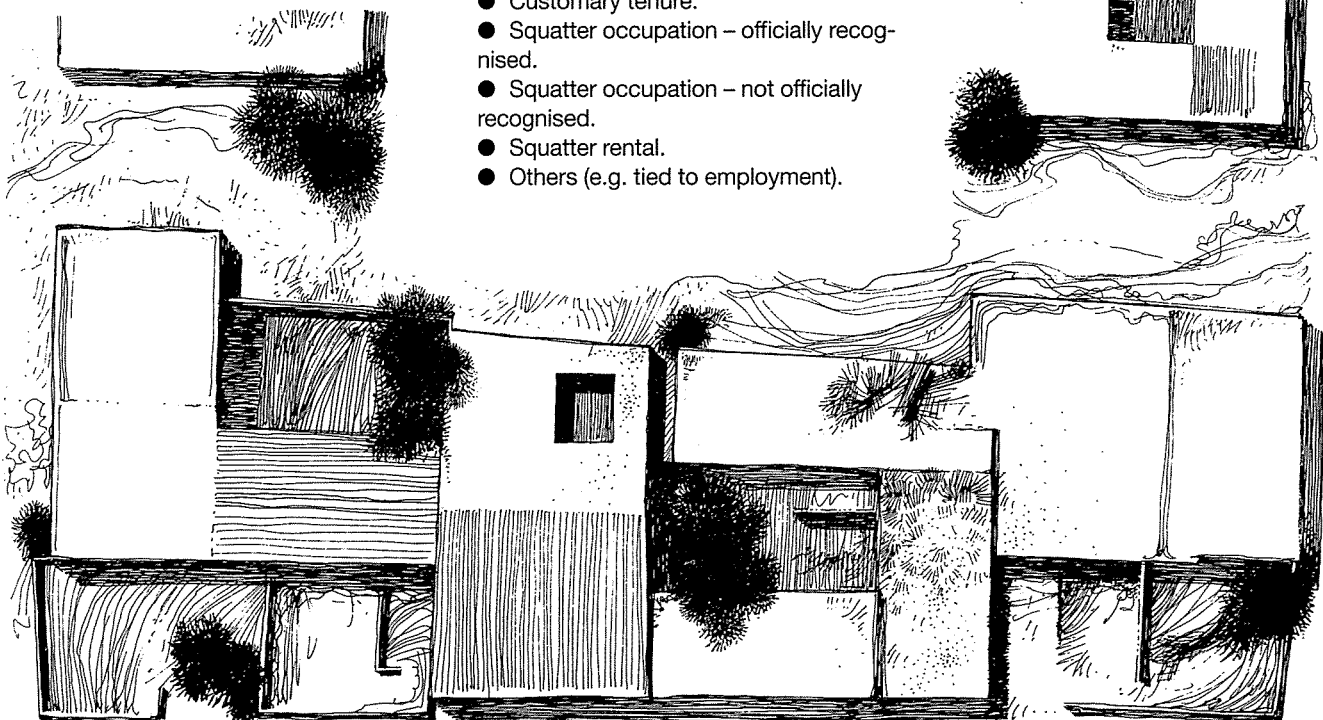 ● Customary tenure.
● Squatter occupation – officially recog-
nised.
● Squatter occupation – not officially
recognised.
● Squatter rental.
● Others (e.g. tied to employment).